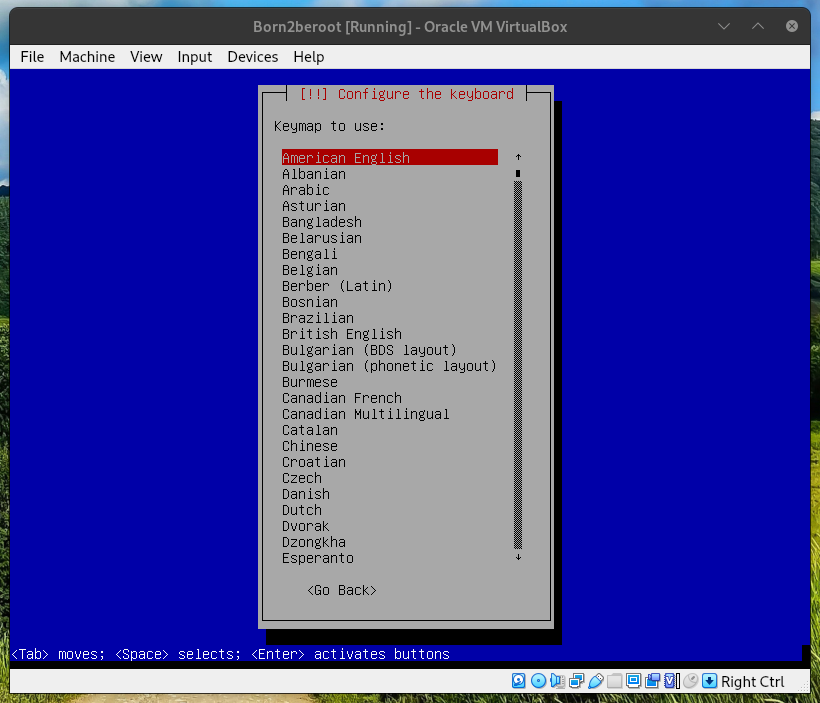 Born2beroot [Running] - Oracle VM VirtualBox
File Machine View Input Devices Help
[!!] Configure the keyboard
Keymap to use:
American English
Albanian
Arabic
Asturian
Bangladesh
Belarusian
Bengali
Belgian
Berber (Latin)
Bosnian
Brazilian
British English
Bulgarian (BDS layout)
Bulgarian (phonetic layout)
Burmese
Canadian French
Canadian Multilingual
Catalan
Chinese
Croatian
Czech
Danish
Dutch
Dvorak
Dzongkha
Esperanto
<Go Back>
<Tab> moves; <Space> selects; <Enter> activates buttons
Right Ctrl